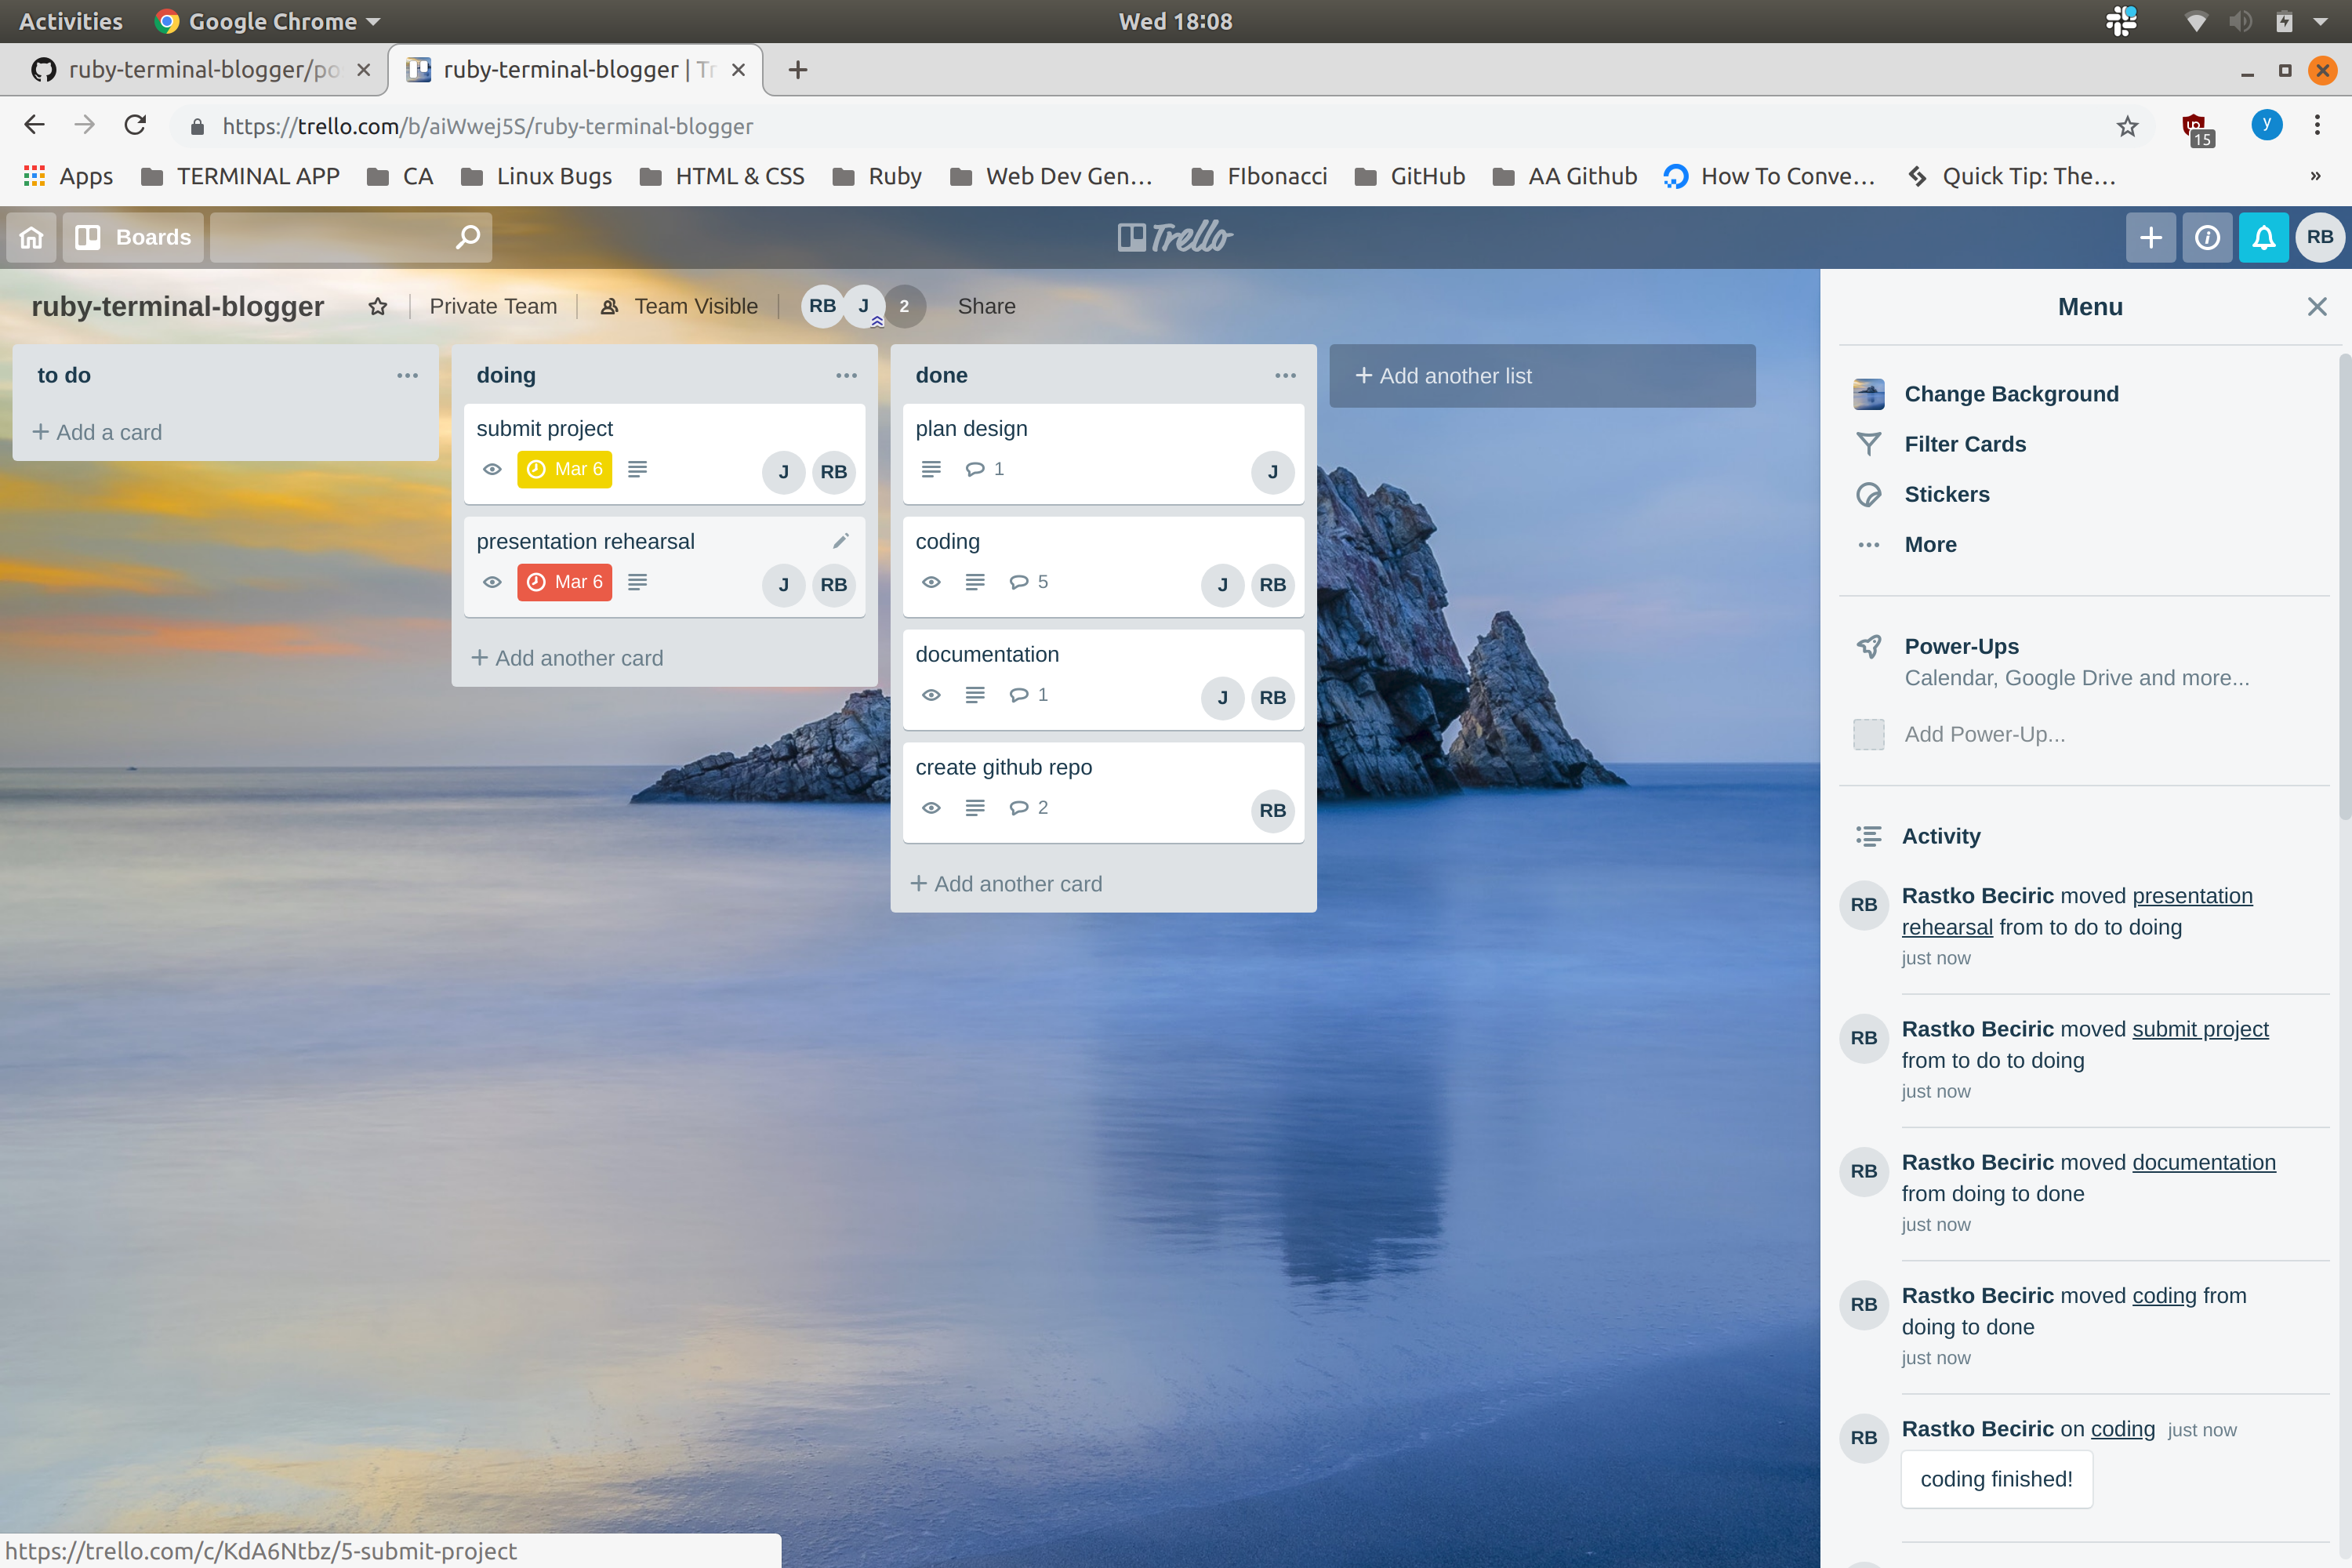 Activities Google Chrome Wed 18:08
ruby-terminal-blogger/po ruby-terminal-blogger | Tr
https://trello.com/b/aiWwej5S/ruby-terminal-blogger 15 y
Apps TERMINAL APP CA Linux Bugs HTML & CSS Ruby Web Dev Gen... FIbonacci GitHub AA Github How To Conve... Quick Tip: The... »
Boards Trello RB
ruby-terminal-blogger Private Team Team Visible RB J 2 Share
to do
+ Add a card
doing
submit project
Mar 6 J RB
presentation rehearsal
Mar 6 J RB
+ Add another card
done
plan design
1 J
coding
5 J RB
documentation
1 J RB
create github repo
2 RB
+ Add another card
+ Add another list
Menu
Change Background
Filter Cards
Stickers
More
Power-Ups
Calendar, Google Drive and more...
Add Power-Up...
Activity
RB Rastko Beciric moved presentation
rehearsal from to do to doing
just now
RB Rastko Beciric moved submit project
from to do to doing
just now
RB Rastko Beciric moved documentation
from doing to done
just now
RB Rastko Beciric moved coding from
doing to done
just now
RB Rastko Beciric on coding just now
coding finished!
https://trello.com/c/KdA6Ntbz/5-submit-project